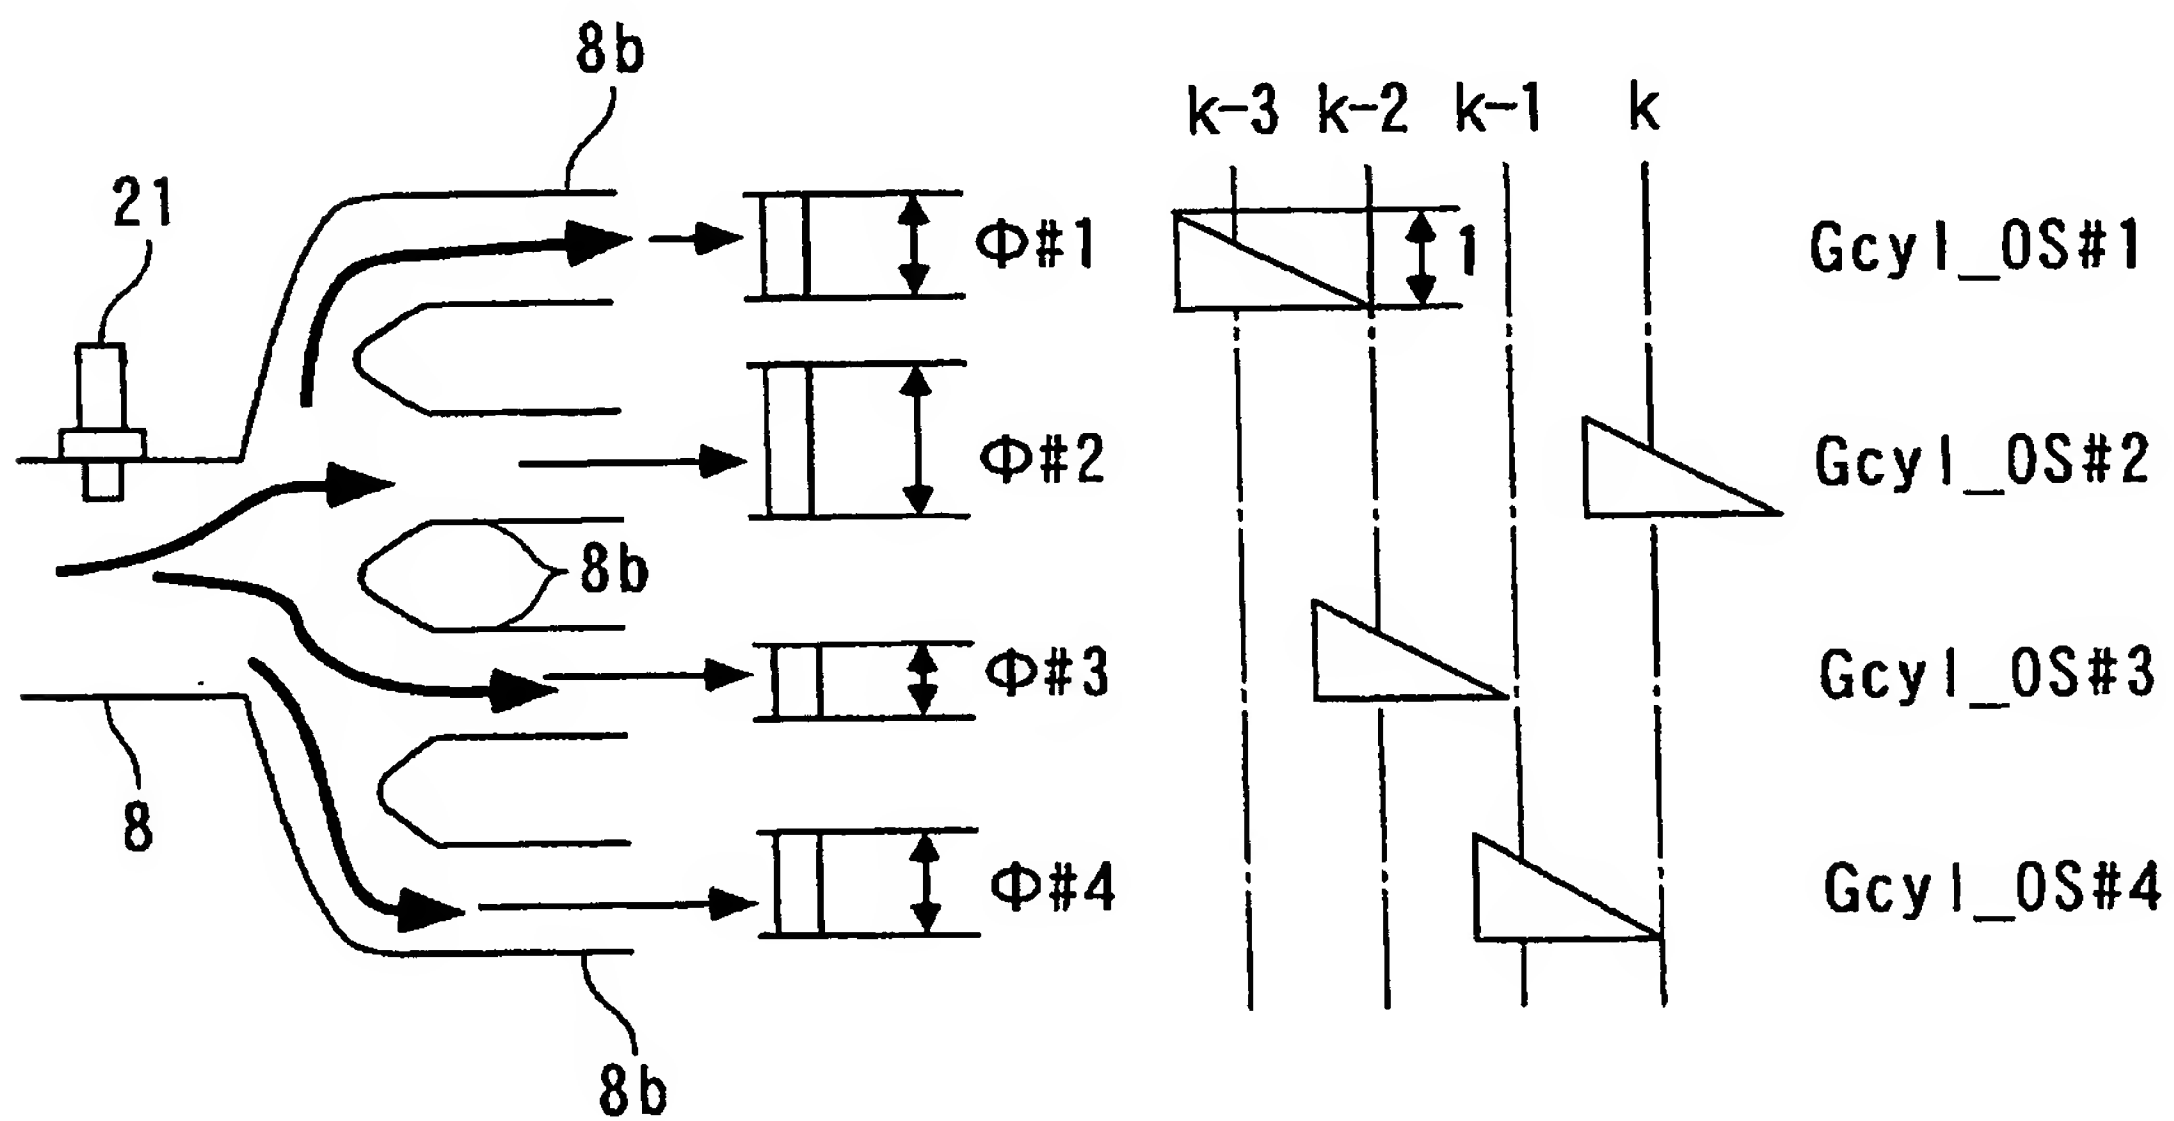 8b
k-3 k-2 k-1 k
21
Φ#1 1 Gcyl_OS#1
Φ#2 Gcyl_OS#2
8b
Φ#3 Gcyl_OS#3
8
Φ#4 Gcyl_OS#4
8b